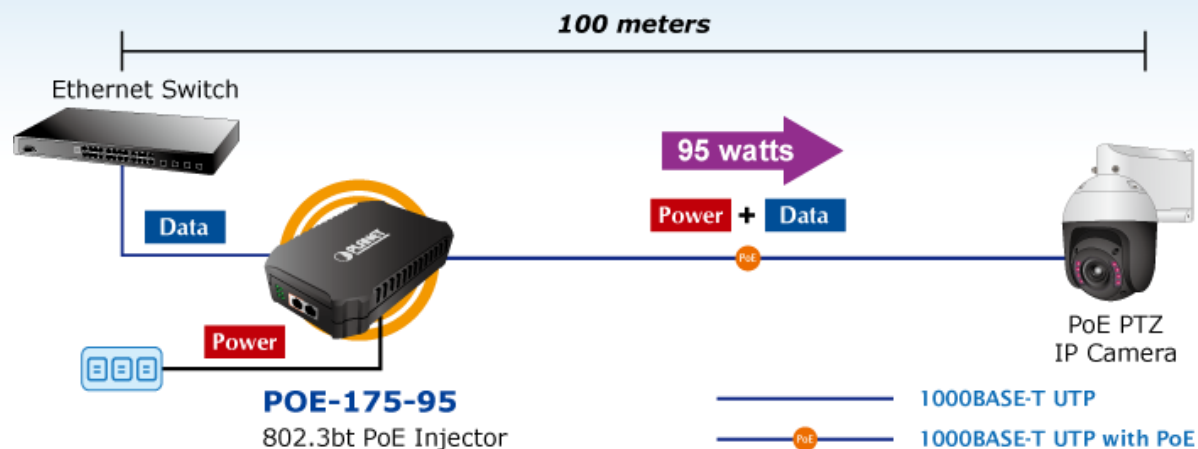 100 meters
Ethernet Switch
95 watts
Data
Power + Data
PLANET
PoE
Power
PoE PTZ
IP Camera
POE-175-95
802.3bt PoE Injector
1000BASE-T UTP
PoE
1000BASE-T UTP with PoE